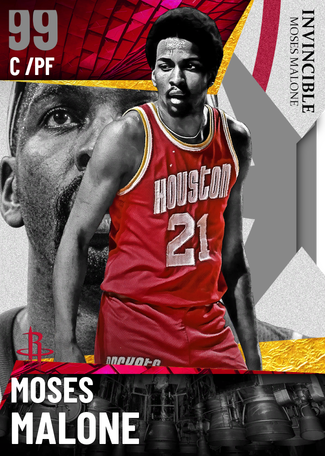 99
C /PF
INVINCIBLE
MOSES MALONE
HOUSTON
21
ROCKETS
R
MOSES
MALONE